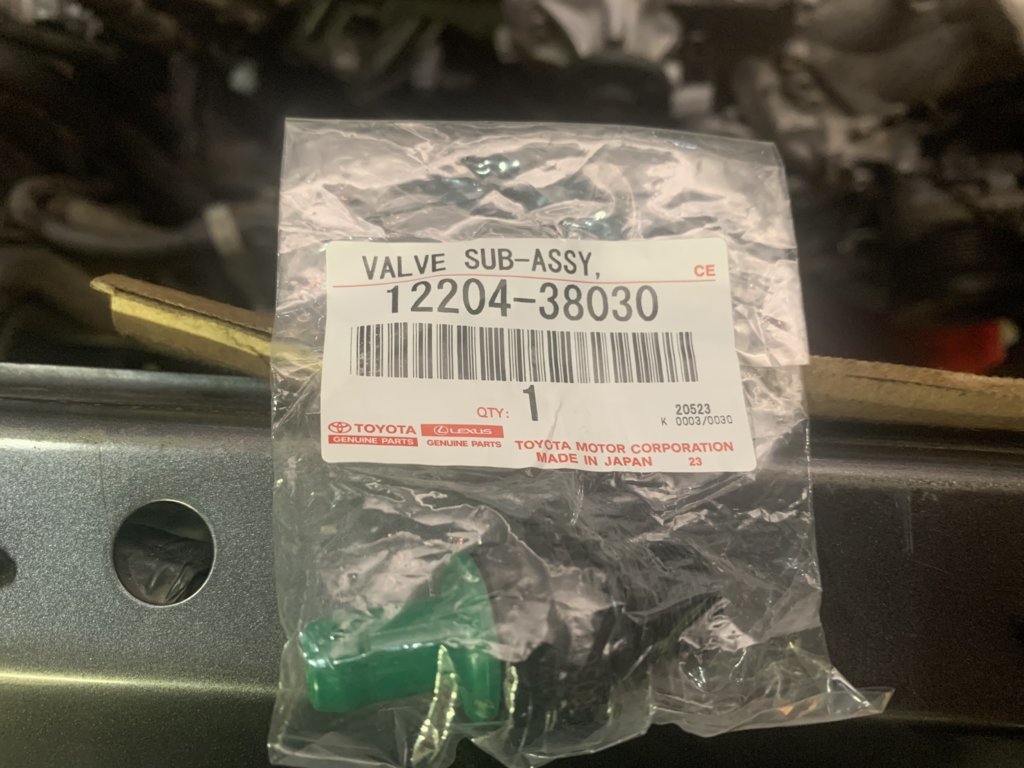 VALVE SUB-ASSY,
CE
12204-38030
QTY: 1
20523
K 0003/0030
TOYOTA
GENUINE PARTS
LEXUS
GENUINE PARTS
TOYOTA MOTOR CORPORATION
MADE IN JAPAN 23